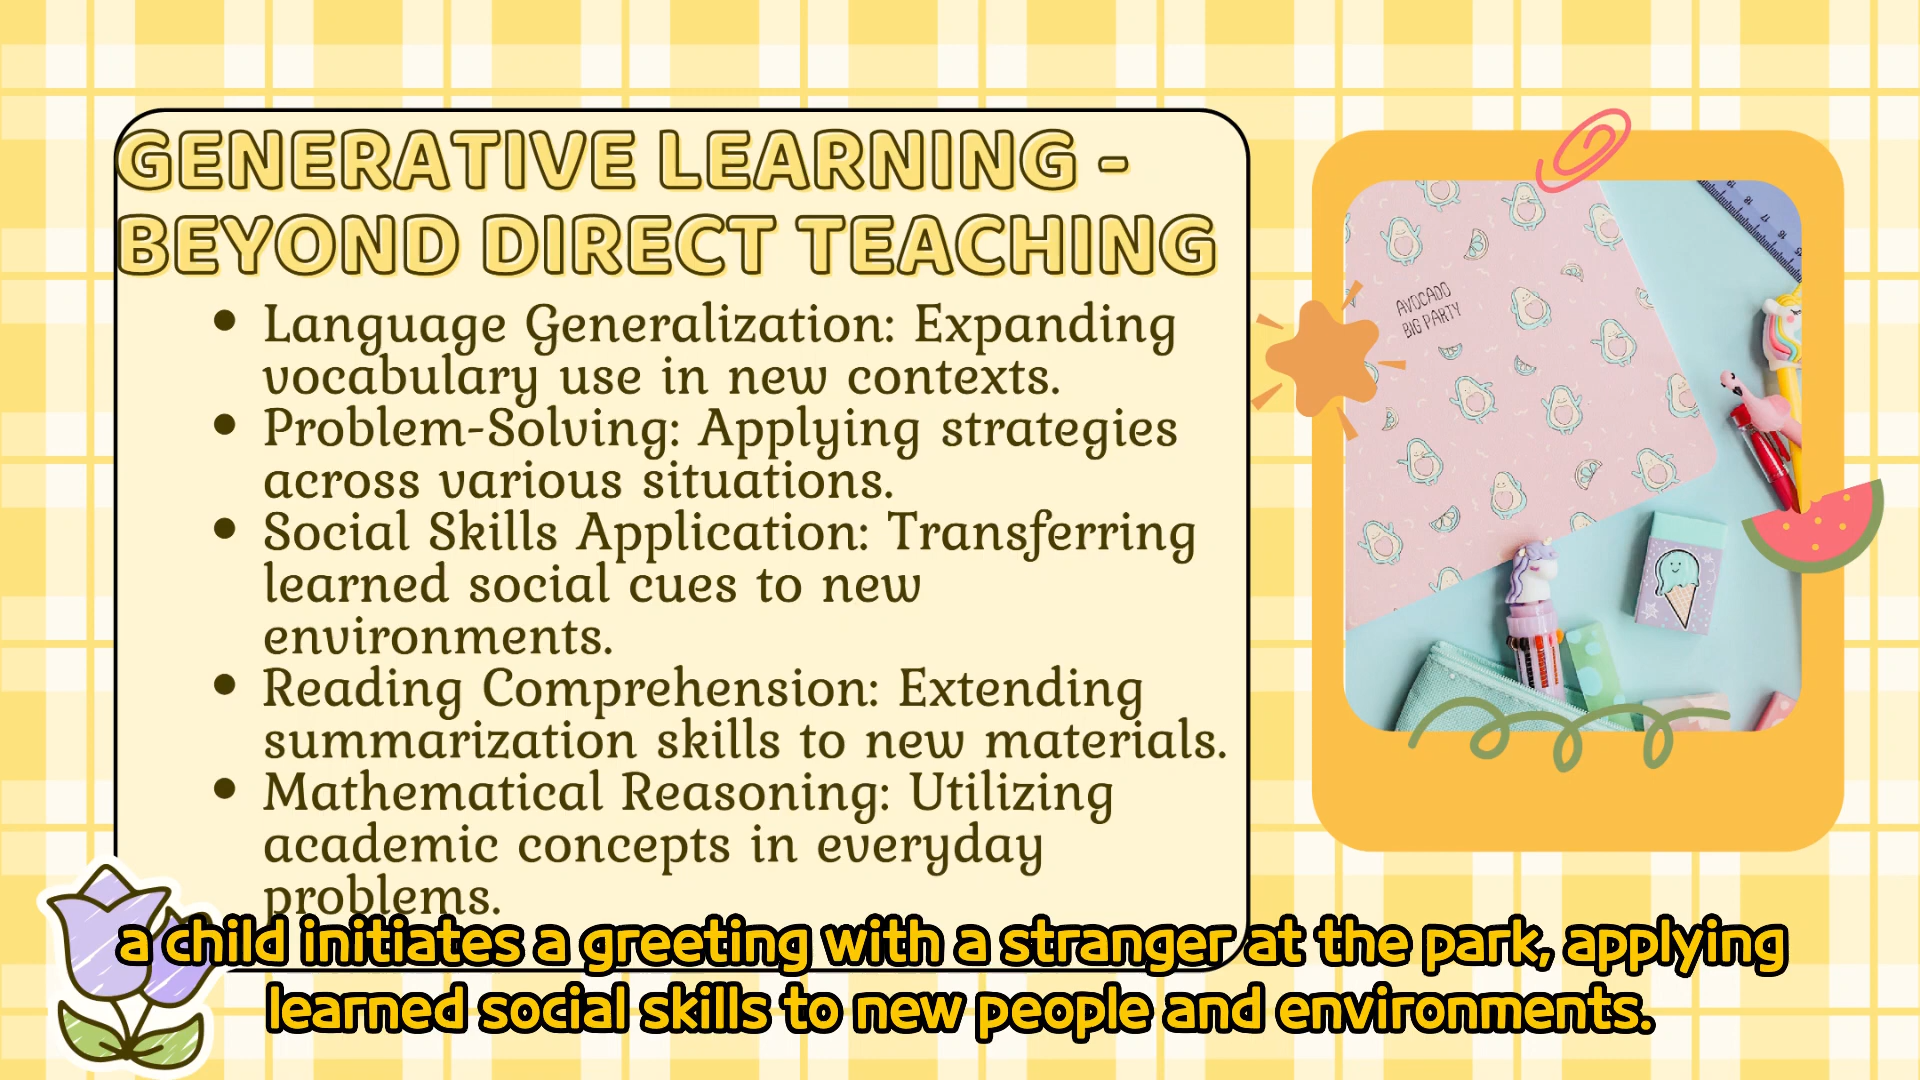 GENERATIVE LEARNING -
BEYOND DIRECT TEACHING
• Language Generalization: Expanding
vocabulary use in new contexts.
• Problem-Solving: Applying strategies
across various situations.
• Social Skills Application: Transferring
learned social cues to new
environments.
• Reading Comprehension: Extending
summarization skills to new materials.
• Mathematical Reasoning: Utilizing
academic concepts in everyday
problems.
AVOCADO
BIG PARTY
a child initiates a greeting with a stranger at the park, applying
learned social skills to new people and environments.